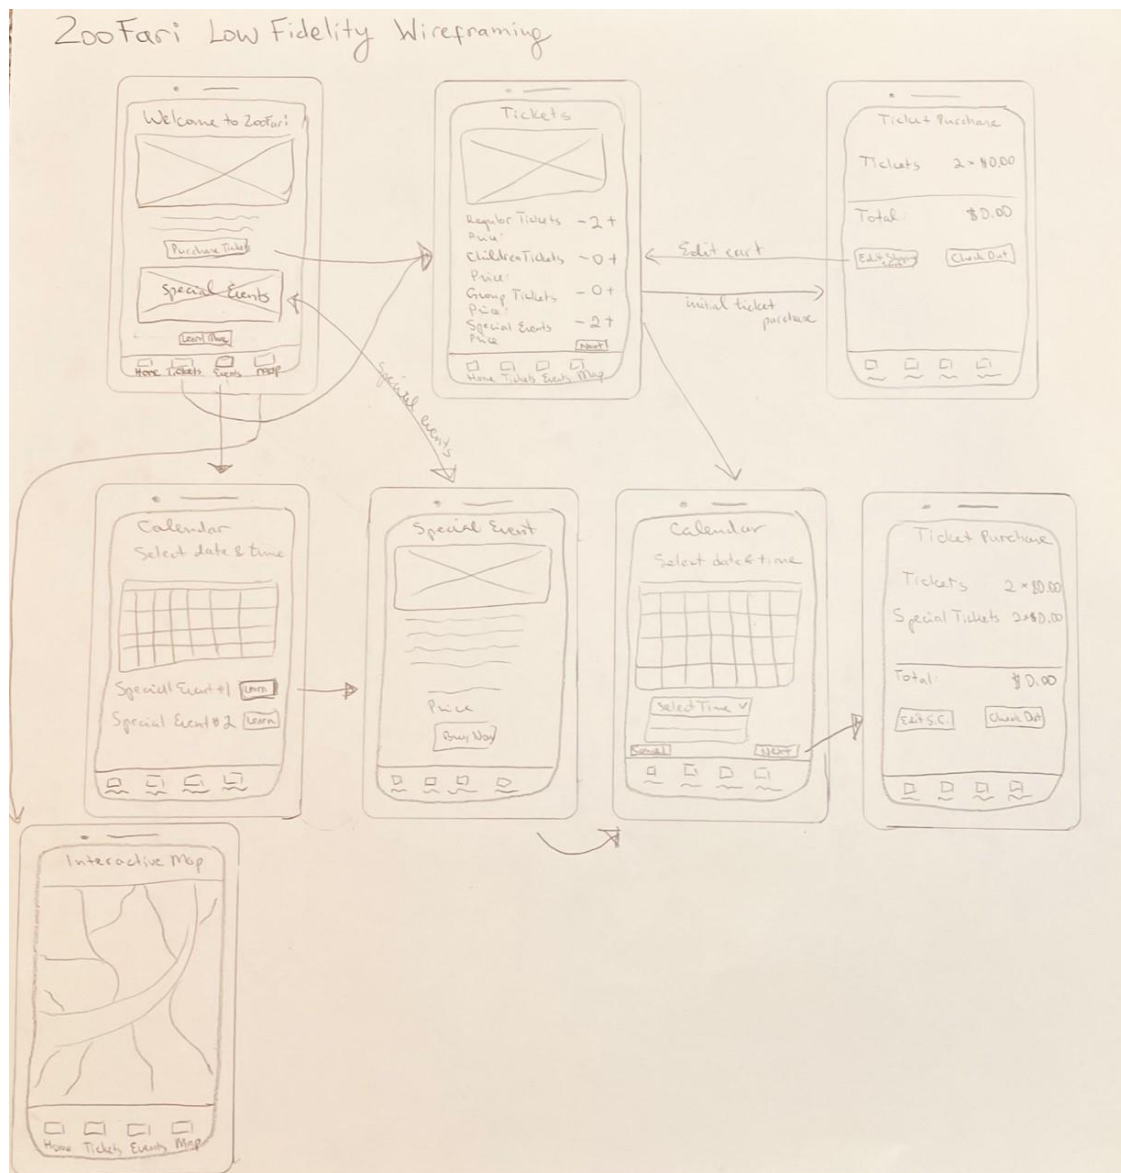 ZooFari Low Fidelity Wireframing
Welcome to ZooFari
Purchase Tickets
Special Events
Learn More
Home Tickets Events Map
Tickets
Regular Tickets - 2 +
Price:
Children Tickets - 0 +
Price:
Group Tickets - 0 +
Price:
Special Events - 2 +
Price
Next
Home Tickets Events Map
Edit cart
initial ticket
purchase
Ticket Purchase
Tickets 2 × $0.00
Total: $0.00
Edit Shopping
Check Out
special events
Calendar
Select date & time
Special Event #1 Learn
Special Event #2 Learn
Special Event
Price
Buy Now
Calendar
Select date & time
Select Time
Next
Ticket Purchase
Tickets 2 × $0.00
Special Tickets 2×$0.00
Total: $0.00
Edit S.C. Check Out
Interactive Map
Home Tickets Events Map